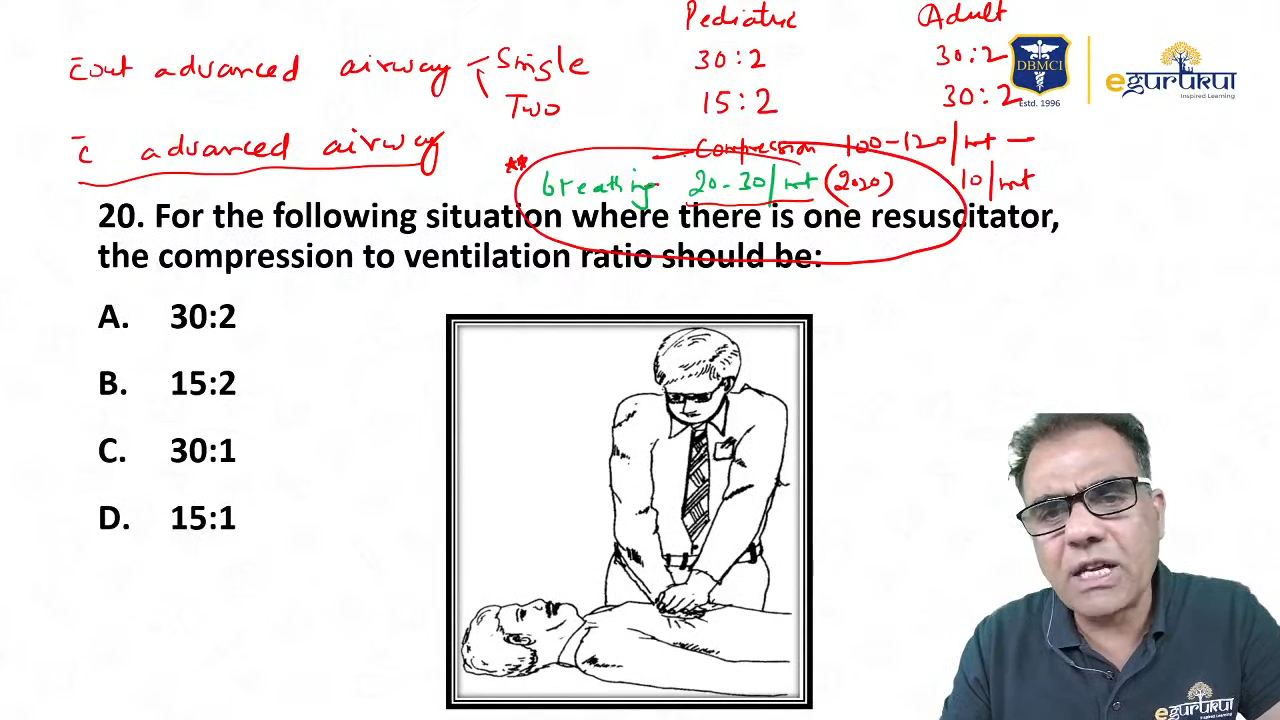 Pediatric Adult
c̄out advanced airway Single 30:2 30:2
Two 15:2 30:2
c̄ advanced airway
Compression 100-120/mt
** breathing 20-30/mt (2020) 10/mt
DBMCI
Estd. 1996
egurukul
Inspired Learning
20. For the following situation where there is one resuscitator,
the compression to ventilation ratio should be:
A. 30:2
B. 15:2
C. 30:1
D. 15:1
egurukul
Inspired Learning